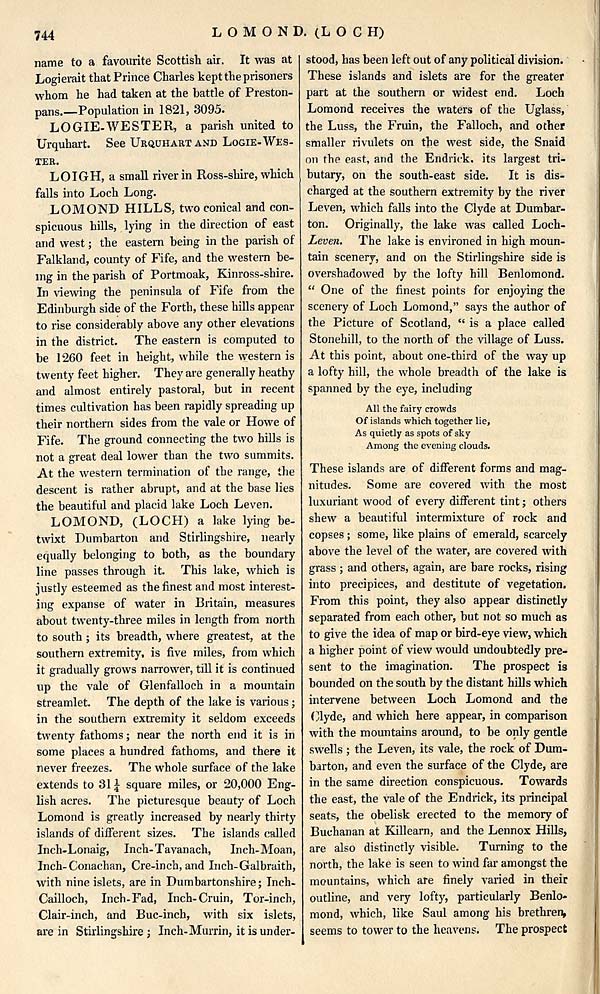 744
LOMOND. (LOCH)
name to a favourite Scottish air. It was at
Logierait that Prince Charles kept the prisoners
whom he had taken at the battle of Preston-
pans.—Population in 1821, 3095.
LOGIE-WESTER, a parish united to
Urquhart. See URQUHART AND LOGIE-WES-
TER.
LOIGH, a small river in Ross-shire, which
falls into Loch Long.
LOMOND HILLS, two conical and con-
spicuous hills, lying in the direction of east
and west; the eastern being in the parish of
Falkland, county of Fife, and the western be-
ing in the parish of Portmoak, Kinross-shire.
In viewing the peninsula of Fife from the
Edinburgh side of the Forth, these hills appear
to rise considerably above any other elevations
in the district. The eastern is computed to
be 1260 feet in height, while the western is
twenty feet higher. They are generally heathy
and almost entirely pastoral, but in recent
times cultivation has been rapidly spreading up
their northern sides from the vale or Howe of
Fife. The ground connecting the two hills is
not a great deal lower than the two summits.
At the western termination of the range, the
descent is rather abrupt, and at the base lies
the beautiful and placid lake Loch Leven.
LOMOND, (LOCH) a lake lying be-
twixt Dumbarton and Stirlingshire, nearly
equally belonging to both, as the boundary
line passes through it. This lake, which is
justly esteemed as the finest and most interest-
ing expanse of water in Britain, measures
about twenty-three miles in length from north
to south; its breadth, where greatest, at the
southern extremity, is five miles, from which
it gradually grows narrower, till it is continued
up the vale of Glenfalloch in a mountain
streamlet. The depth of the lake is various;
in the southern extremity it seldom exceeds
twenty fathoms; near the north end it is in
some places a hundred fathoms, and there it
never freezes. The whole surface of the lake
extends to 31¼ square miles, or 20,000 Eng-
lish acres. The picturesque beauty of Loch
Lomond is greatly increased by nearly thirty
islands of different sizes. The islands called
Inch-Lonaig, Inch-Tavanach, Inch-Moan,
Inch-Conachan, Cre-inch, and Inch-Galbraith,
with nine islets, are in Dumbartonshire; Inch-
Cailloch, Inch-Fad, Inch-Cruin, Tor-inch,
Clair-inch, and Buc-inch, with six islets,
are in Stirlingshire; Inch-Murrin, it is under-
stood, has been left out of any political division.
These islands and islets are for the greater
part at the southern or widest end. Loch
Lomond receives the waters of the Uglass,
the Luss, the Fruin, the Falloch, and other
smaller rivulets on the west side, the Snaid
on the east, and the Endrick, its largest tri-
butary, on the south-east side. It is dis-
charged at the southern extremity by the river
Leven, which falls into the Clyde at Dumbar-
ton. Originally, the lake was called Loch-
Leven. The lake is environed in high moun-
tain scenery, and on the Stirlingshire side is
overshadowed by the lofty hill Benlomond.
“ One of the finest points for enjoying the
scenery of Loch Lomond,” says the author of
the Picture of Scotland, “ is a place called
Stonehill, to the north of the village of Luss.
At this point, about one-third of the way up
a lofty hill, the whole breadth of the lake is
spanned by the eye, including
All the fairy crowds
Of islands which together lie,
As quietly as spots of sky
Among the evening clouds.
These islands are of different forms and mag-
nitudes. Some are covered with the most
luxuriant wood of every different tint; others
shew a beautiful intermixture of rock and
copses; some, like plains of emerald, scarcely
above the level of the water, are covered with
grass; and others, again, are bare rocks, rising
into precipices, and destitute of vegetation.
From this point, they also appear distinctly
separated from each other, but not so much as
to give the idea of map or bird-eye view, which
a higher point of view would undoubtedly pre-
sent to the imagination. The prospect is
bounded on the south by the distant hills which
intervene between Loch Lomond and the
Clyde, and which here appear, in comparison
with the mountains around, to be only gentle
swells; the Leven, its vale, the rock of Dum-
barton, and even the surface of the Clyde, are
in the same direction conspicuous. Towards
the east, the vale of the Endrick, its principal
seats, the obelisk erected to the memory of
Buchanan at Killearn, and the Lennox Hills,
are also distinctly visible. Turning to the
north, the lake is seen to wind far amongst the
mountains, which are finely varied in their
outline, and very lofty, particularly Benlo-
mond, which, like Saul among his brethren,
seems to tower to the heavens. The prospect